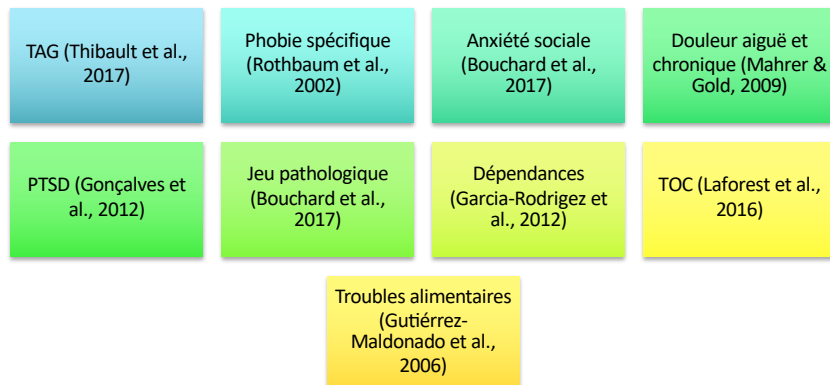 TAG (Thibault et al.,
2017)
Phobie spécifique
(Rothbaum et al.,
2002)
Anxiété sociale
(Bouchard et al.,
2017)
Douleur aiguë et
chronique (Mahrer &
Gold, 2009)
PTSD (Gonçalves et
al., 2012)
Jeu pathologique
(Bouchard et al.,
2017)
Dépendances
(Garcia-Rodrigez et
al., 2012)
TOC (Laforest et al.,
2016)
Troubles alimentaires
(Gutiérrez-
Maldonado et al.,
2006)